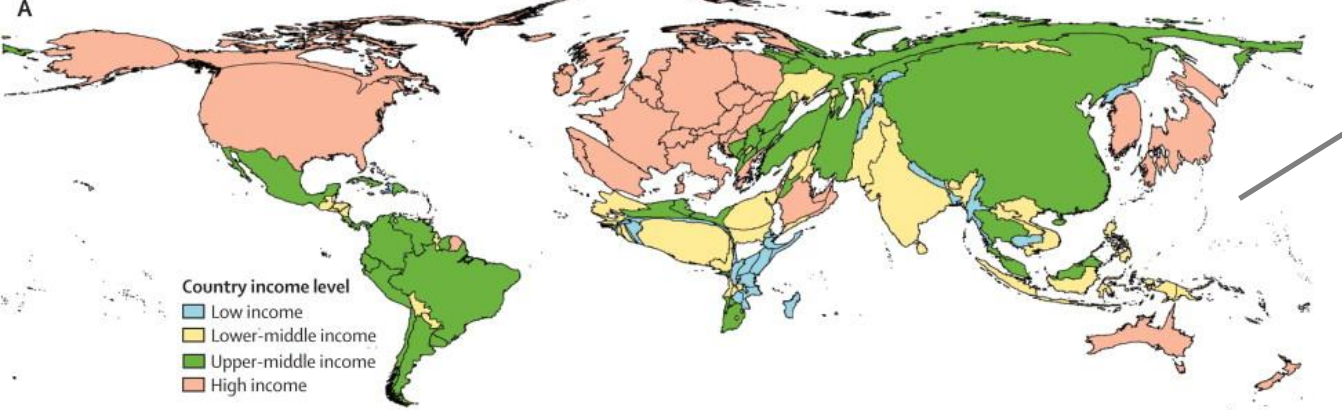 A
Country income level
Low income
Lower-middle income
Upper-middle income
High income